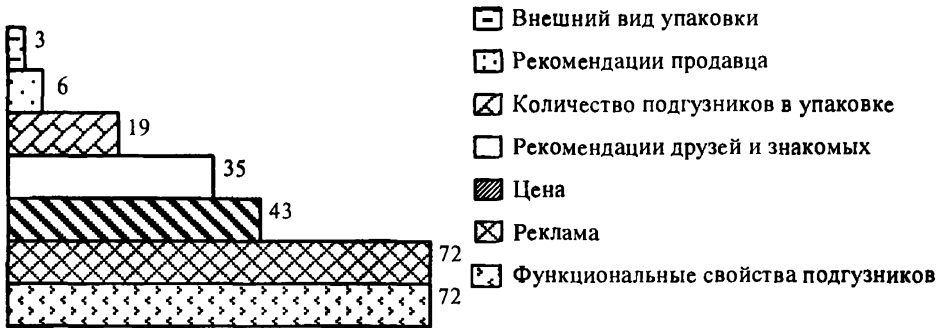 3
6
19
35
43
72
72
Внешний вид упаковки
Рекомендации продавца
Количество подгузников в упаковке
Рекомендации друзей и знакомых
Цена
Реклама
Функциональные свойства подгузников